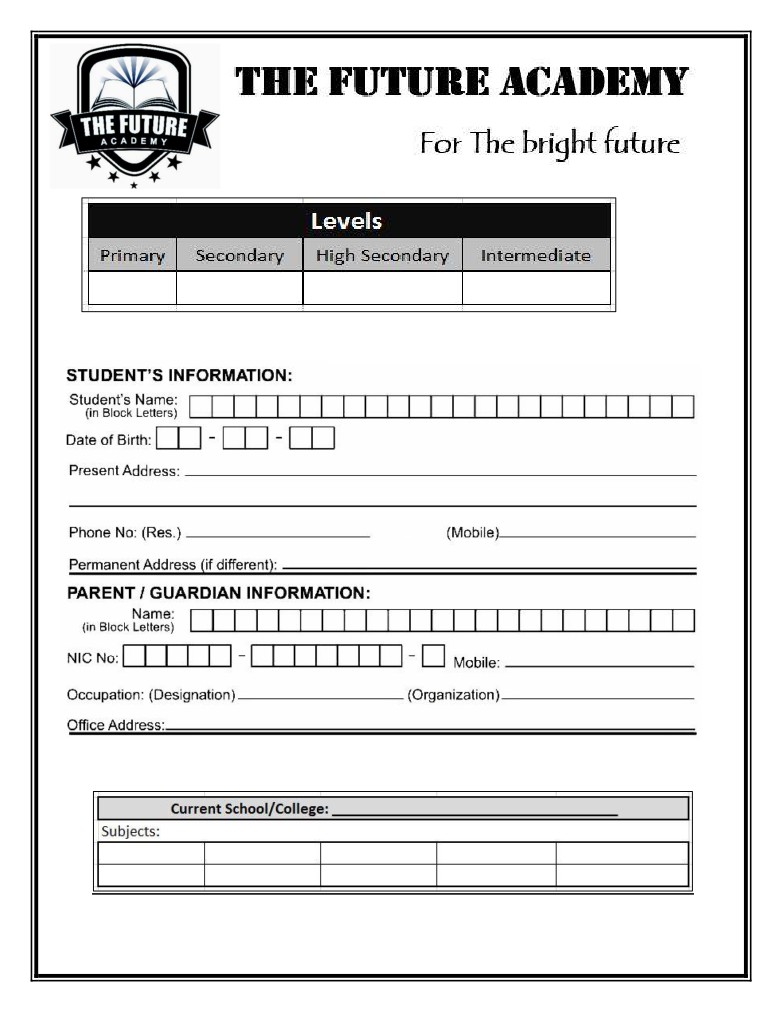 THE FUTURE
ACADEMY
THE FUTURE ACADEMY
For The bright future
Levels
Primary Secondary High Secondary Intermediate
STUDENT'S INFORMATION:
Student's Name:
(in Block Letters)
Date of Birth: - -
Present Address:
Phone No: (Res.) (Mobile)
Permanent Address (if different):
PARENT / GUARDIAN INFORMATION:
Name:
(in Block Letters)
NIC No: - - Mobile:
Occupation: (Designation) (Organization)
Office Address:
Current School/College:
Subjects: